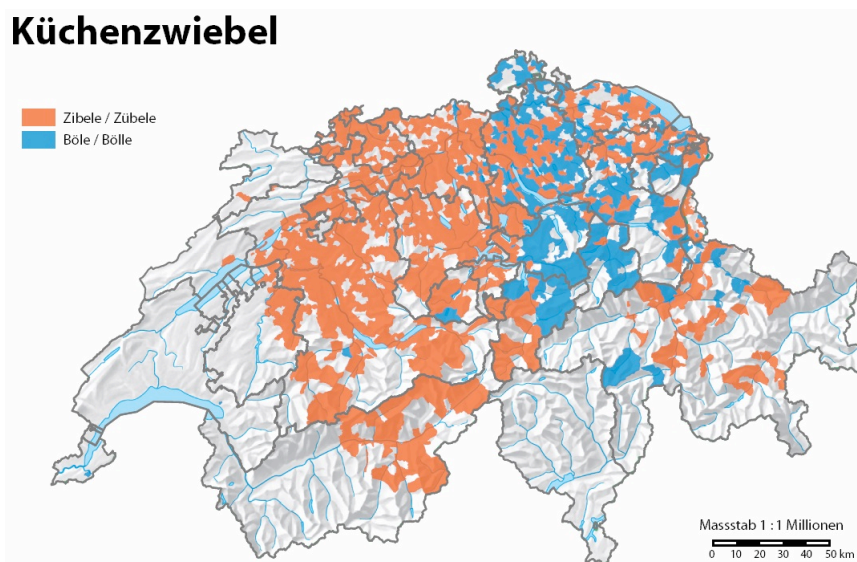 Küchenzwiebel
Zibele / Zübele
Böle / Bölle
Massstab 1 : 1 Millionen
0 10 20 30 40 50 km